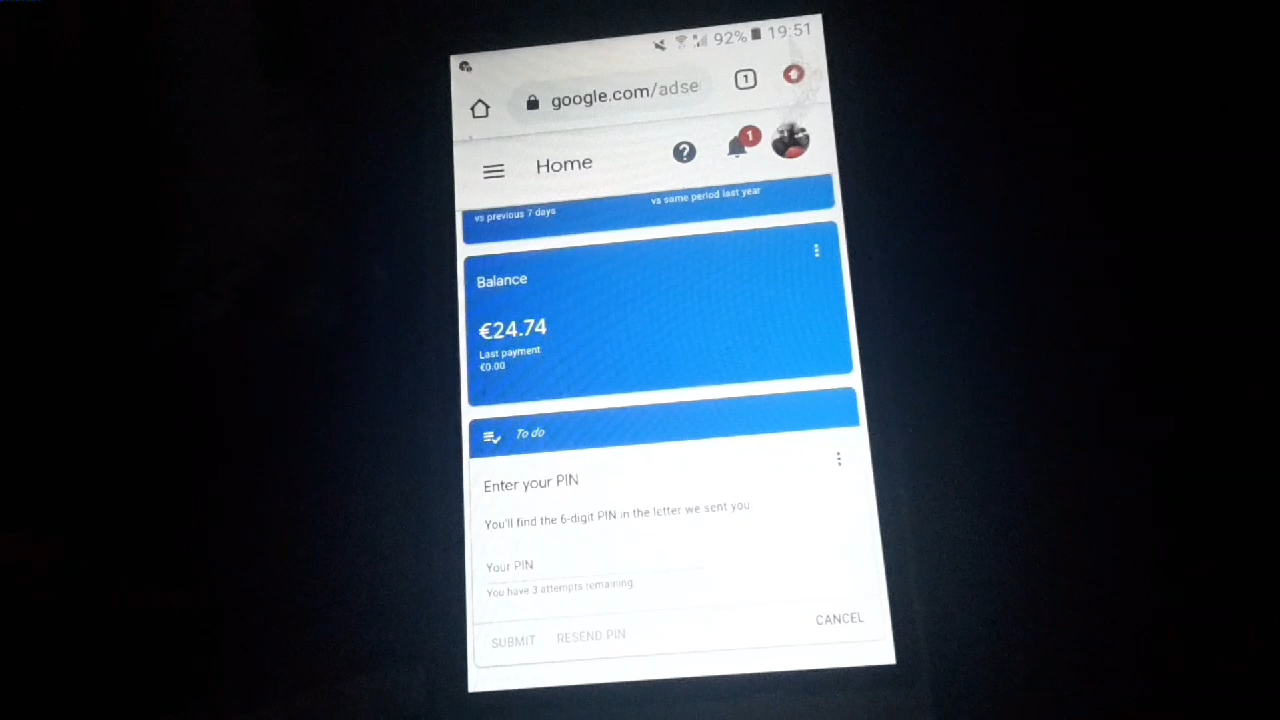 92% 19:51
google.com/adse
1
Home
?
1
vs previous 7 days
vs same period last year
Balance
€24.74
Last payment
€0.00
To do
Enter your PIN
You'll find the 6-digit PIN in the letter we sent you
Your PIN
You have 3 attempts remaining.
SUBMIT
RESEND PIN
CANCEL